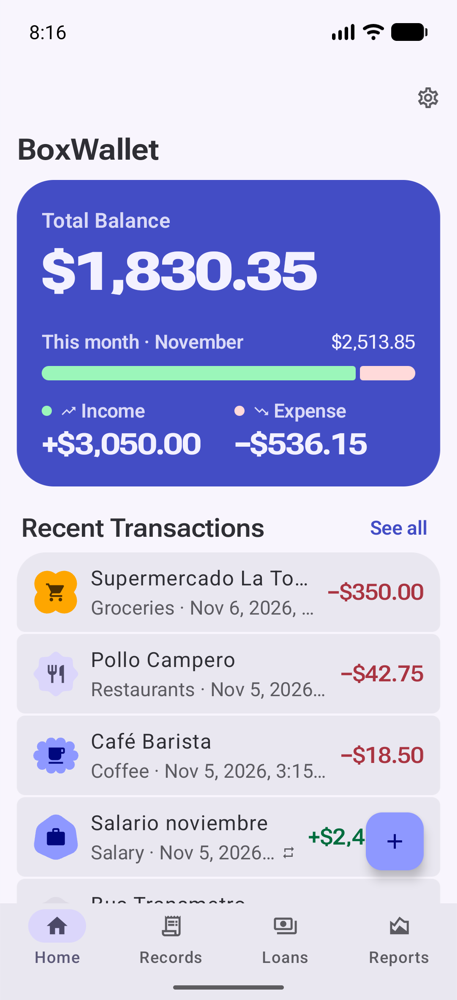 8:16
BoxWallet
Total Balance
$1,830.35
This month · November $2,513.85
Income Expense
+$3,050.00 −$536.15
Recent Transactions See all
Supermercado La To…
Groceries · Nov 6, 2026, …
−$350.00
Pollo Campero
Restaurants · Nov 5, 2026…
−$42.75
Café Barista
Coffee · Nov 5, 2026, 3:15…
−$18.50
Salario noviembre
Salary · Nov 5, 2026…
+$2,4
+
Home Records Loans Reports